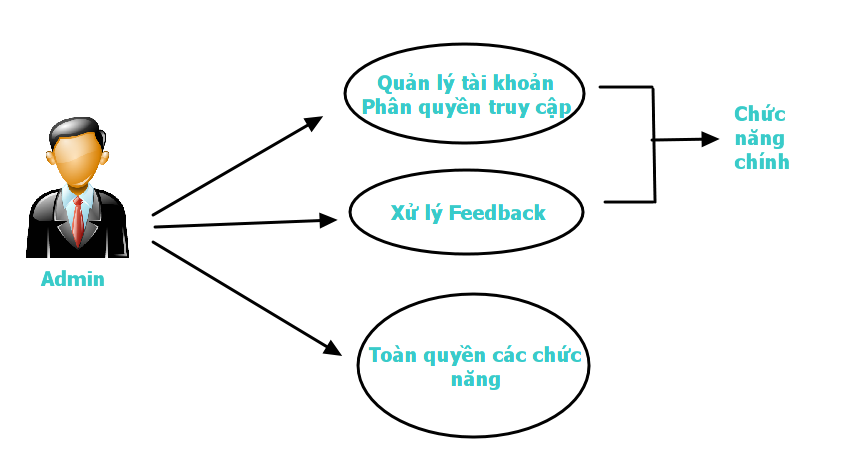 Quản lý tài khoản
Phân quyền truy cập
Chức
năng
chính
Xử lý Feedback
Admin
Toàn quyền các chức
năng